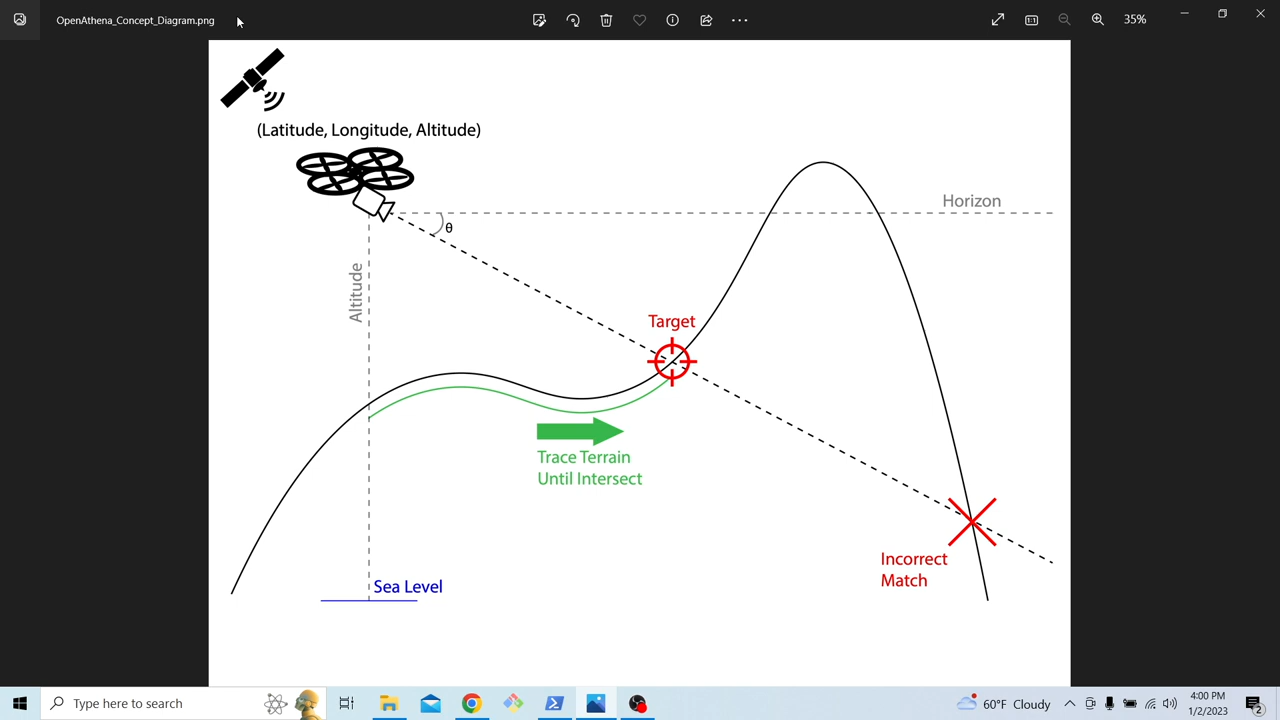 OpenAthena_Concept_Diagram.png
35%
(Latitude, Longitude, Altitude)
Horizon
θ
Altitude
Target
Trace Terrain
Until Intersect
Incorrect
Match
Sea Level
Type here to search
60°F Cloudy
4:00 PM
1/2/2023
2